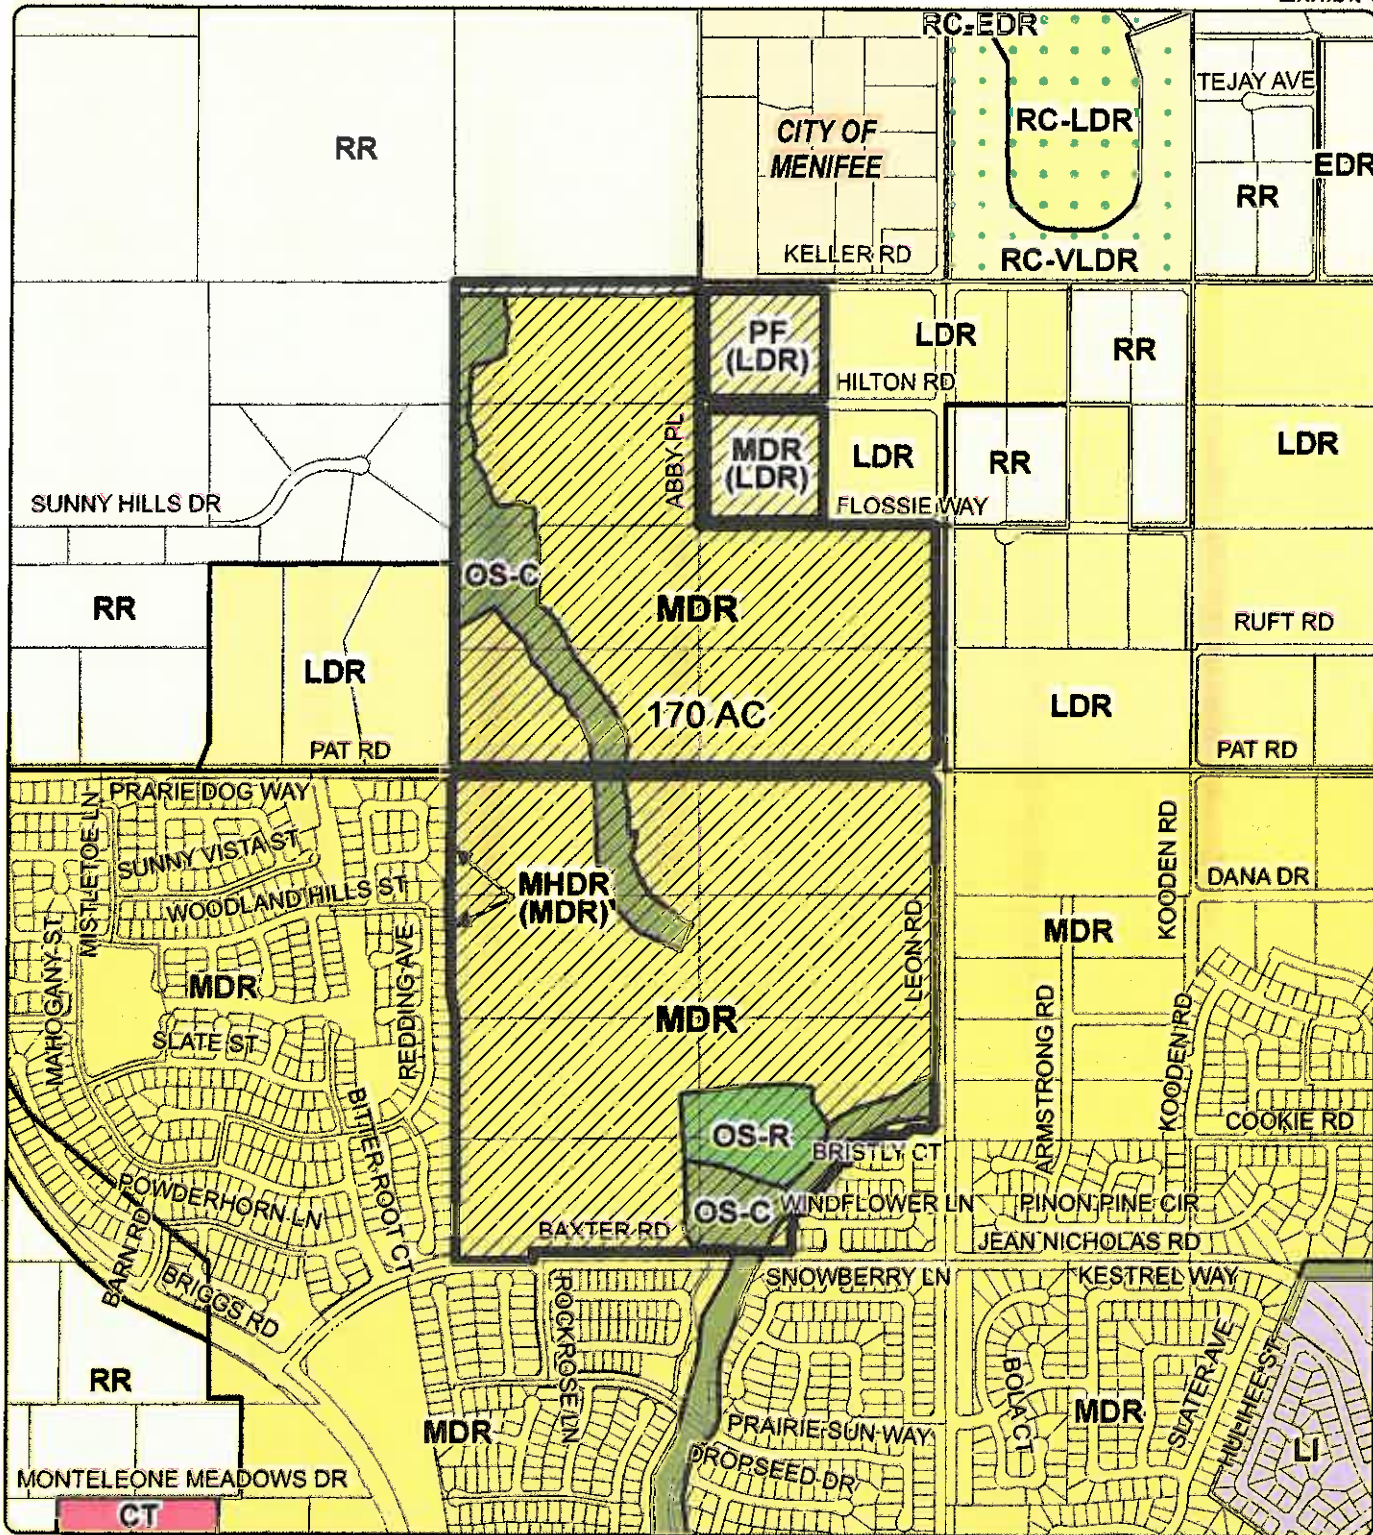 RC-EDR
TEJAY AVE
RC-LDR
CITY OF
MENIFEE
RR
EDR
RR
KELLER RD
RC-VLDR
PF
(LDR)
LDR
RR
HILTON RD
ABBY PL
MDR
(LDR)
LDR
RR
LDR
SUNNY HILLS DR
FLOSSIE WAY
OS-C
RR
MDR
RUFT RD
LDR
170 AC
LDR
PAT RD
PAT RD
PRARIE DOG WAY
MISTLETOE LN
SUNNY VISTA ST
WOODLAND HILLS ST
MHDR
(MDR)
KOODEN RD
DANA DR
MAHOGANY ST
REDDING AVE
LEON RD
MDR
MDR
MDR
SLATE ST
ARMSTRONG RD
KOODEN RD
BITTER ROOT CT
OS-R
BRISTLY CT
COOKIE RD
POWDERHORN LN
OS-C
WINDFLOWER LN
PINON PINE CIR
BARN RD
BAXTER RD
JEAN NICHOLAS RD
BRIGGS RD
SNOWBERRY LN
KESTREL WAY
ROCKROSE LN
BOLA CT
SLATER AVE
HULIHEE ST
RR
MDR
PRAIRIE SUN WAY
MDR
LI
DROPSEED DR
MONTELEONE MEADOWS DR
CT